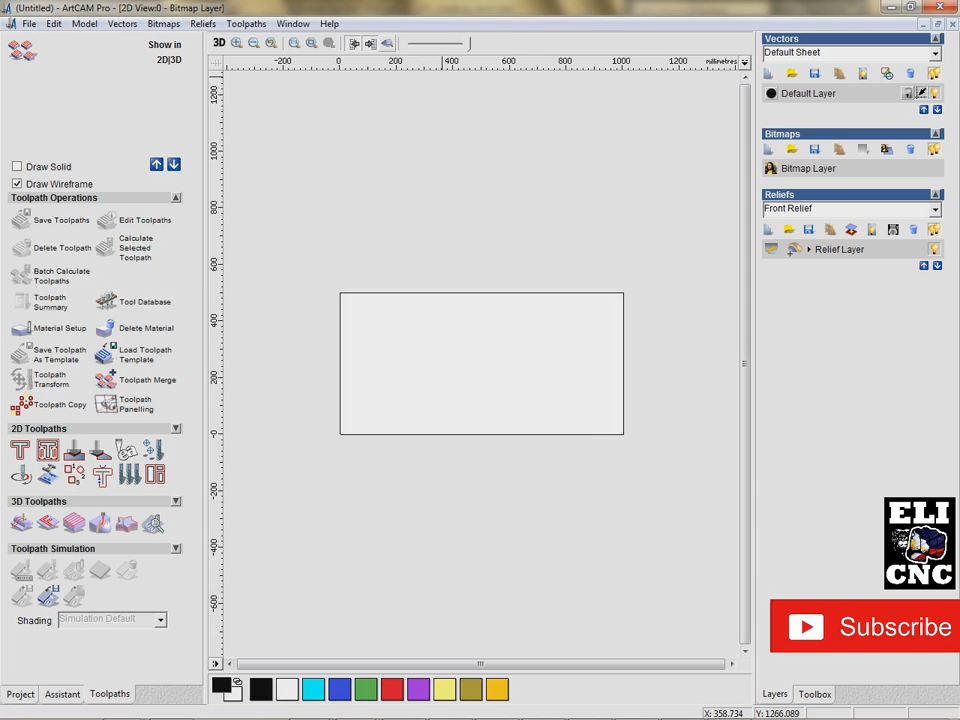 (Untitled) - ArtCAM Pro - [2D View:0 - Bitmap Layer]
File Edit Model Vectors Bitmaps Reliefs Toolpaths Window Help
Show in
2D|3D
Draw Solid
Draw Wireframe
Toolpath Operations
Save Toolpaths
Edit Toolpaths
Delete Toolpath
Calculate
Selected
Toolpath
Batch Calculate
Toolpaths
Toolpath
Summary
Tool Database
Material Setup
Delete Material
Save Toolpath
As Template
Load Toolpath
Template
Toolpath
Transform
Toolpath Merge
Toolpath Copy
Toolpath
Panelling
2D Toolpaths
3D Toolpaths
Toolpath Simulation
Shading Simulation Default
Project Assistant Toolpaths
3D
-200 0 200 400 600 800 1000 1200 millimetres
1200
1000
800
600
400
200
-0
-200
-400
-600
Vectors
Default Sheet
Default Layer
Bitmaps
Bitmap Layer
Reliefs
Front Relief
Relief Layer
ELI
CNC
Subscribe
Layers Toolbox
X: 358.734 Y: 1266.089